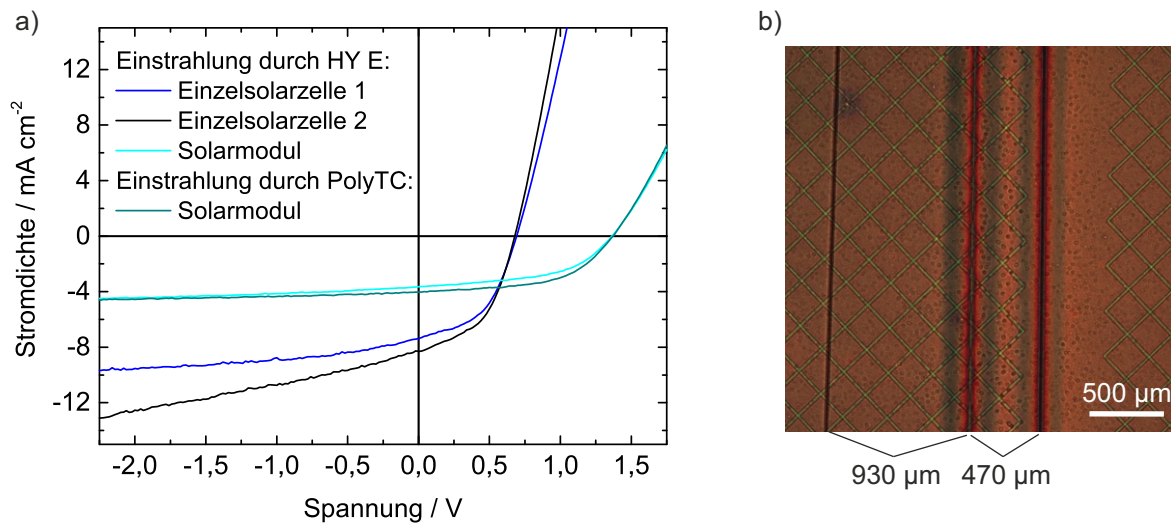 a)
Einstrahlung durch HY E:
Einzelsolarzelle 1
Einzelsolarzelle 2
Solarmodul
Einstrahlung durch PolyTC:
Solarmodul
12
8
4
0
-4
-8
-12
Stromdichte / mA cm⁻²
-2,0 -1,5 -1,0 -0,5 0,0 0,5 1,0 1,5
Spannung / V
b)
500 µm
930 µm 470 µm